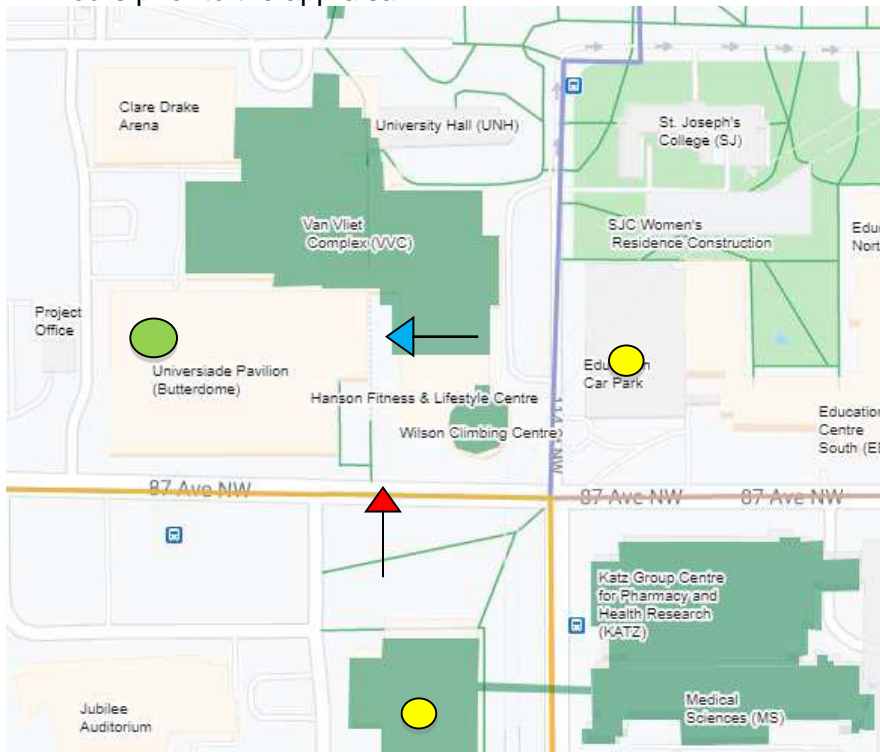 Clare Drake
Arena
University Hall (UNH)
St. Joseph's
College (SJ)
Van Vliet
Complex (VVC)
SJC Women's
Residence Construction
Project
Office
Universiade Pavilion
(Butterdome)
Car Park
Hanson Fitness & Lifestyle Centre
Wilson Climbing Centre
Education
Centre
87 Ave NW
87 Ave NW
87 Ave NW
Katz Group Centre
for Pharmacy and
Health Research
(KATZ)
Jubilee
Auditorium
Medical
Sciences (MS)